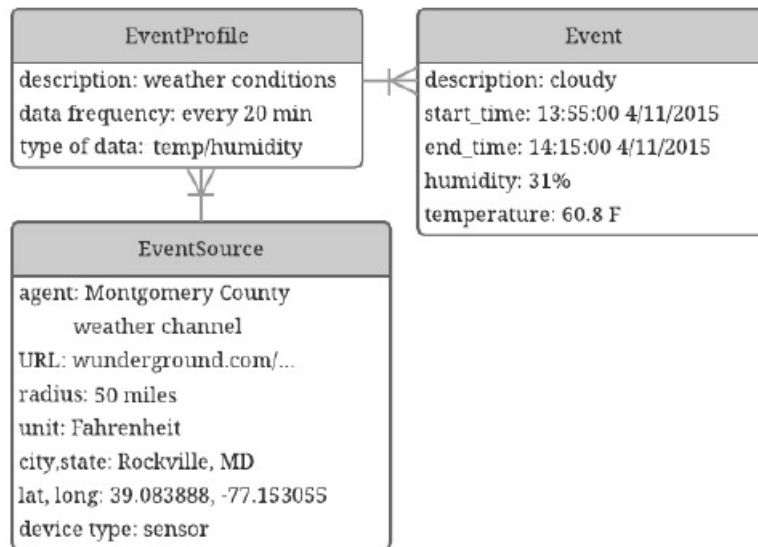 EventProfile
description: weather conditions
data frequency: every 20 min
type of data: temp/humidity
Event
description: cloudy
start_time: 13:55:00 4/11/2015
end_time: 14:15:00 4/11/2015
humidity: 31%
temperature: 60.8 F
EventSource
agent: Montgomery County
weather channel
URL: wunderground.com/...
radius: 50 miles
unit: Fahrenheit
city,state: Rockville, MD
lat, long: 39.083888, -77.153055
device type: sensor